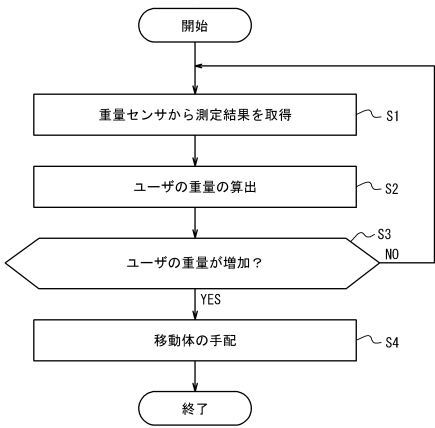 開始
重量センサから測定結果を取得
S1
ユーザの重量の算出
S2
S3
ユーザの重量が増加？
NO
YES
移動体の手配
S4
終了